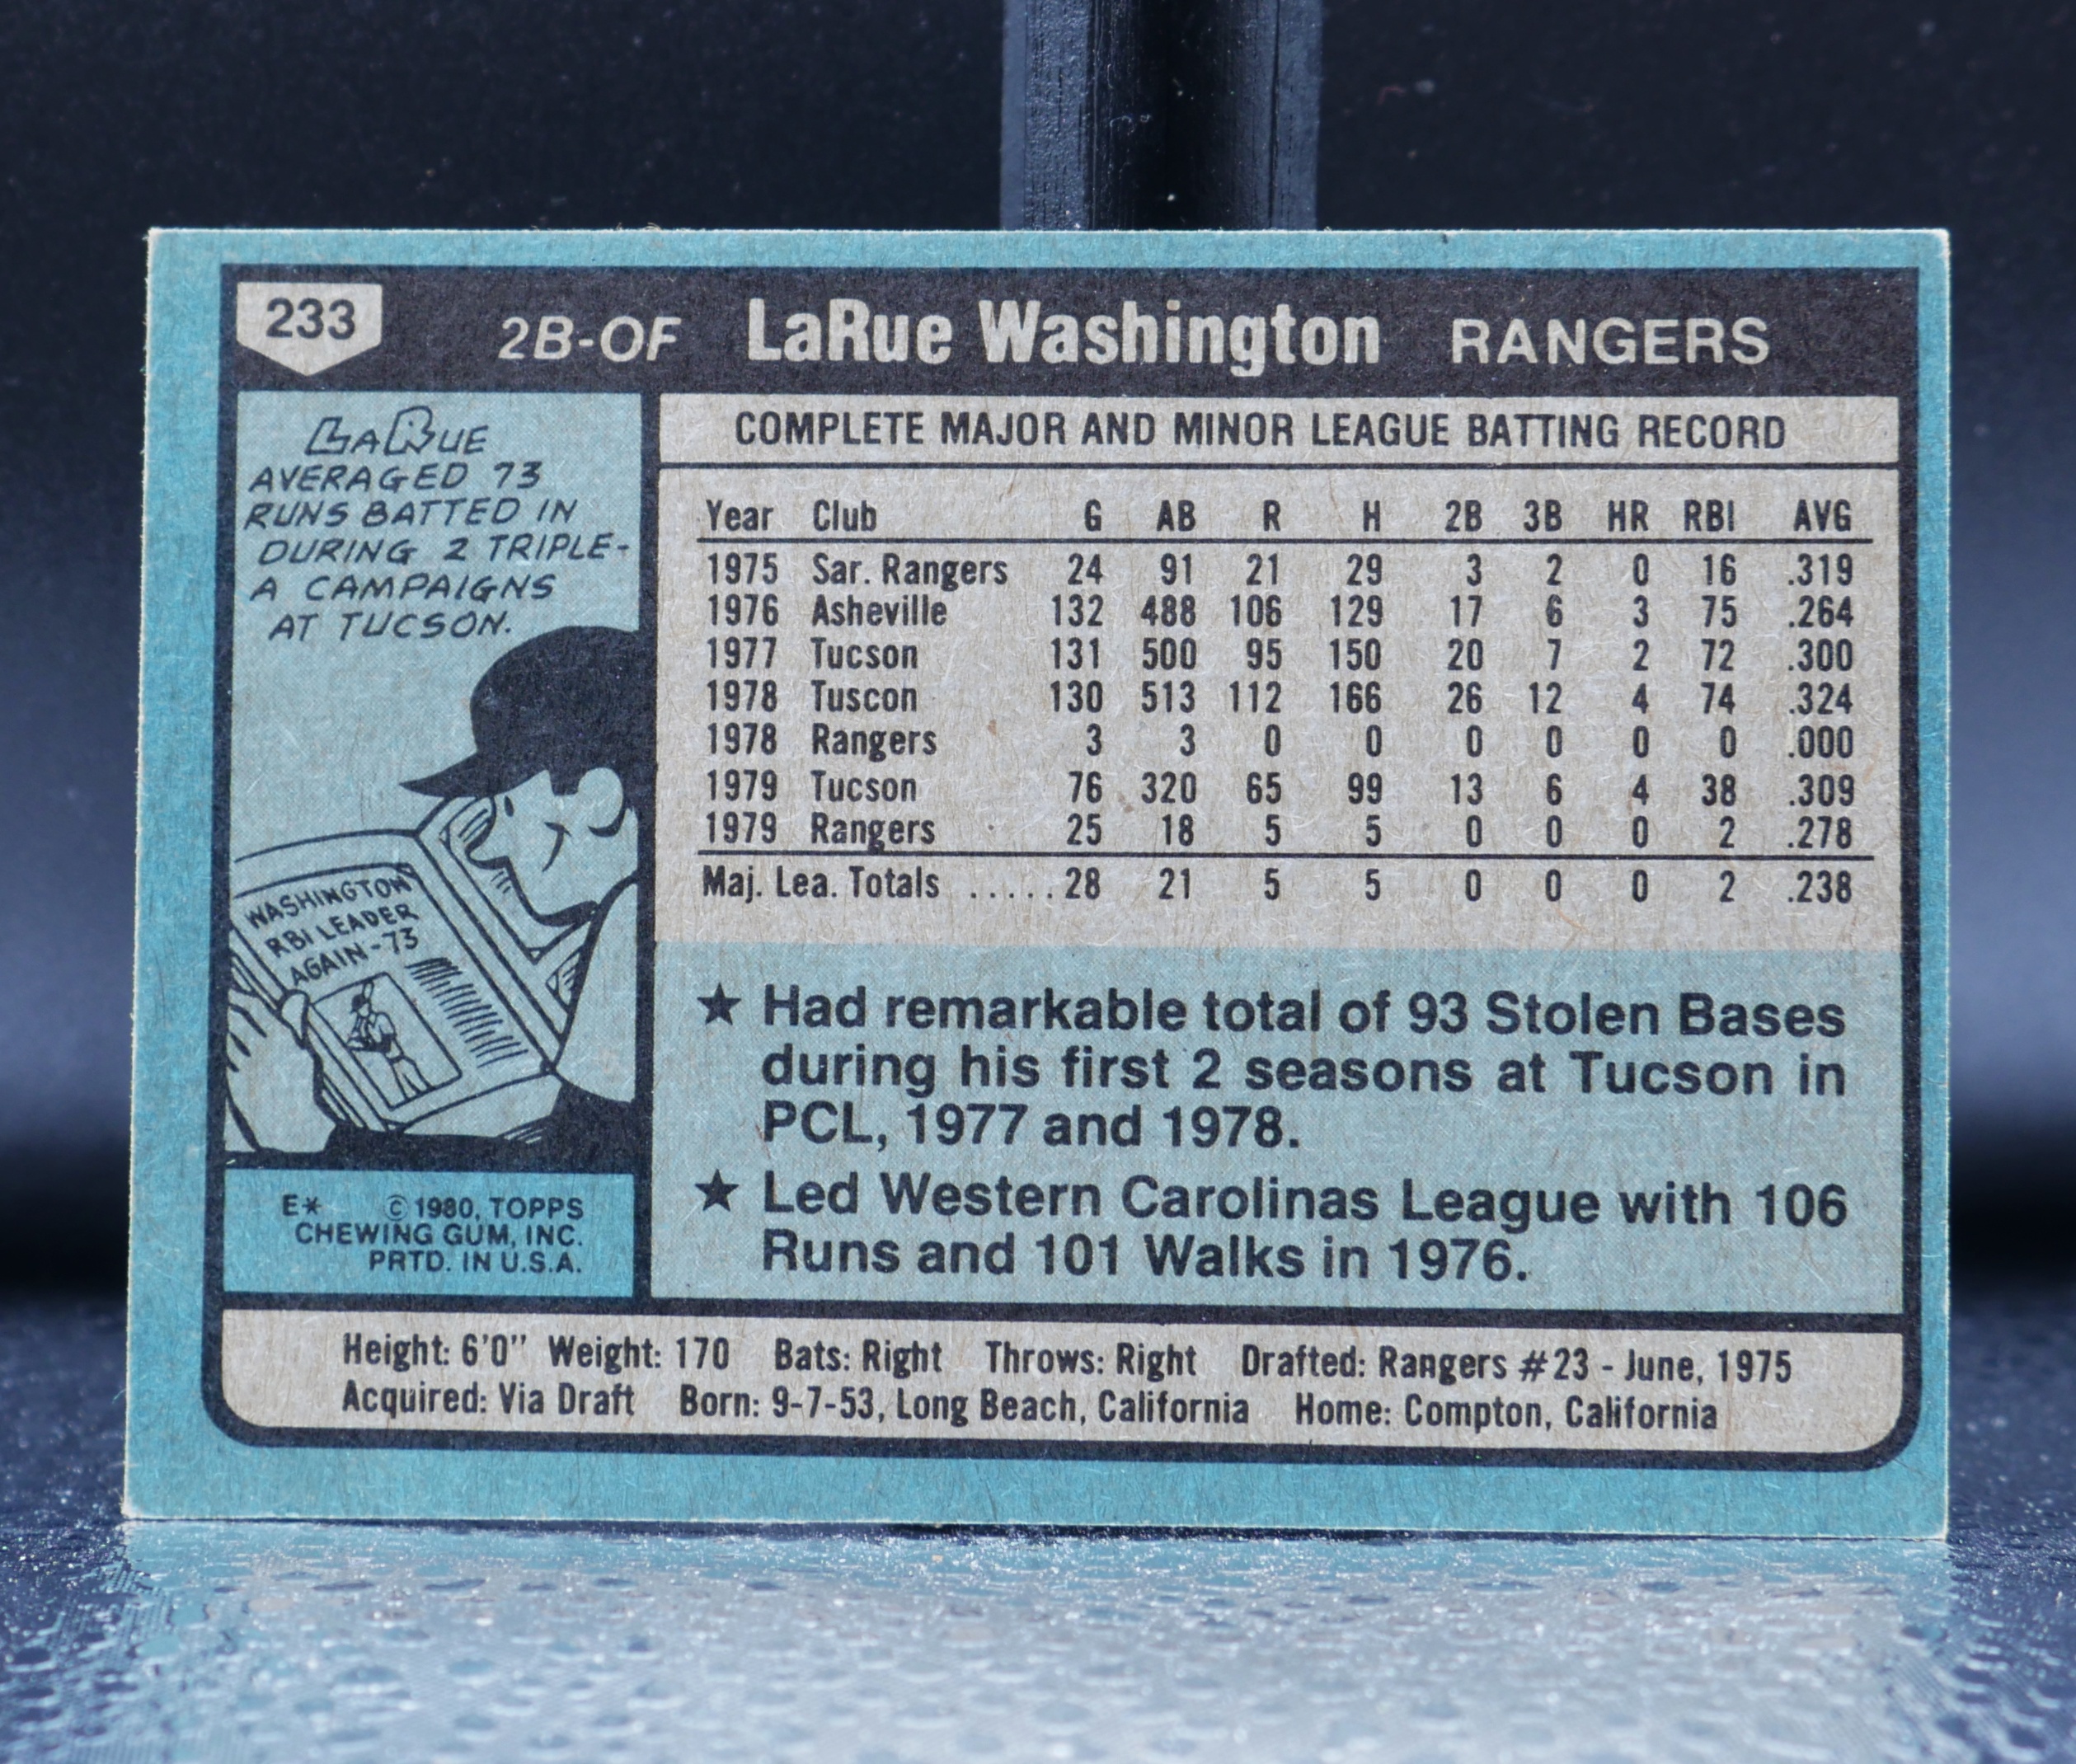 233 2B-OF LaRue Washington RANGERS
LaRue
AVERAGED 73
RUNS BATTED IN
DURING 2 TRIPLE-
A CAMPAIGNS
AT TUCSON.
WASHINGTON
RBI LEADER
AGAIN-73
E* © 1980, TOPPS
CHEWING GUM, INC.
PRTD. IN U.S.A.
COMPLETE MAJOR AND MINOR LEAGUE BATTING RECORD
Year Club G AB R H 2B 3B HR RBI AVG
1975 Sar. Rangers 24 91 21 29 3 2 0 16 .319
1976 Asheville 132 488 106 129 17 6 3 75 .264
1977 Tucson 131 500 95 150 20 7 2 72 .300
1978 Tuscon 130 513 112 166 26 12 4 74 .324
1978 Rangers 3 3 0 0 0 0 0 0 .000
1979 Tucson 76 320 65 99 13 6 4 38 .309
1979 Rangers 25 18 5 5 0 0 0 2 .278
Maj. Lea. Totals ..... 28 21 5 5 0 0 0 2 .238
★ Had remarkable total of 93 Stolen Bases
during his first 2 seasons at Tucson in
PCL, 1977 and 1978.
★ Led Western Carolinas League with 106
Runs and 101 Walks in 1976.
Height: 6'0" Weight: 170 Bats: Right Throws: Right Drafted: Rangers #23 - June, 1975
Acquired: Via Draft Born: 9-7-53, Long Beach, California Home: Compton, California